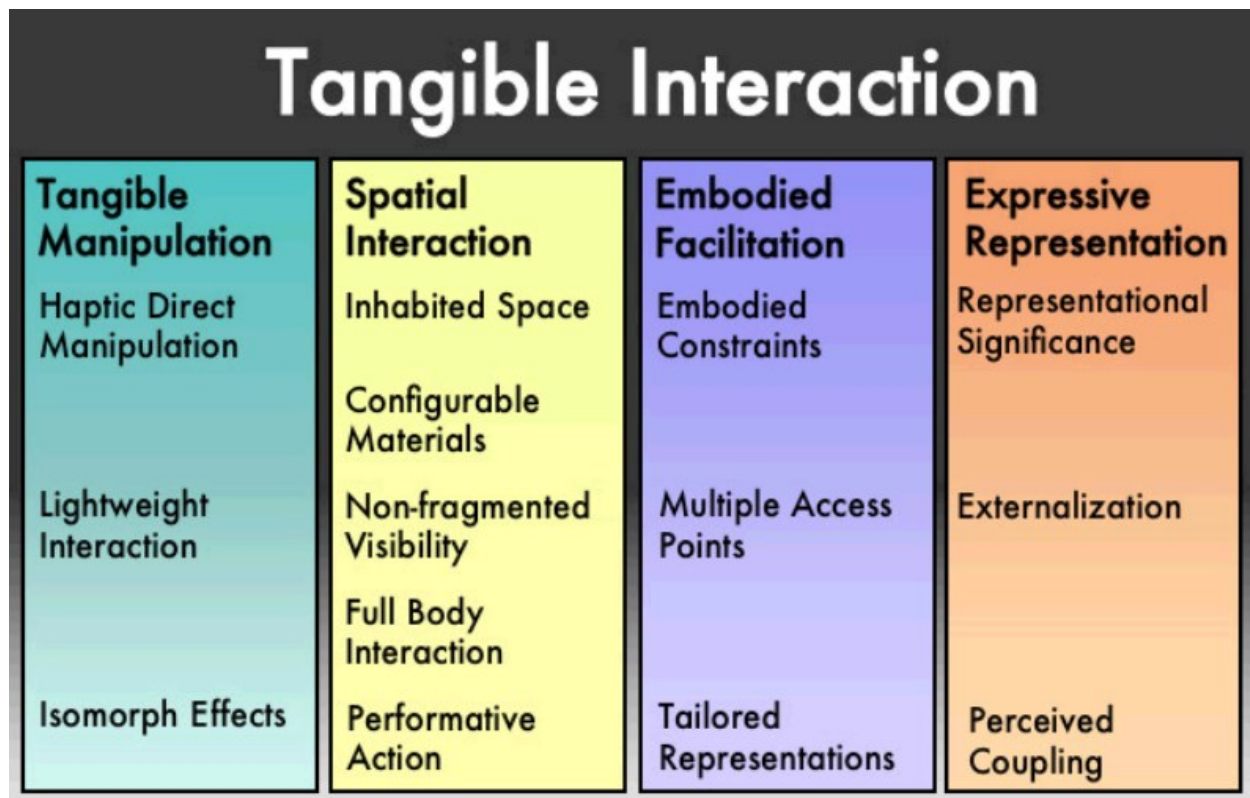 Tangible Interaction
Tangible
Manipulation
Haptic Direct
Manipulation
Lightweight
Interaction
Isomorph Effects
Spatial
Interaction
Inhabited Space
Configurable
Materials
Non-fragmented
Visibility
Full Body
Interaction
Performative
Action
Embodied
Facilitation
Embodied
Constraints
Multiple Access
Points
Tailored
Representations
Expressive
Representation
Representational
Significance
Externalization
Perceived
Coupling